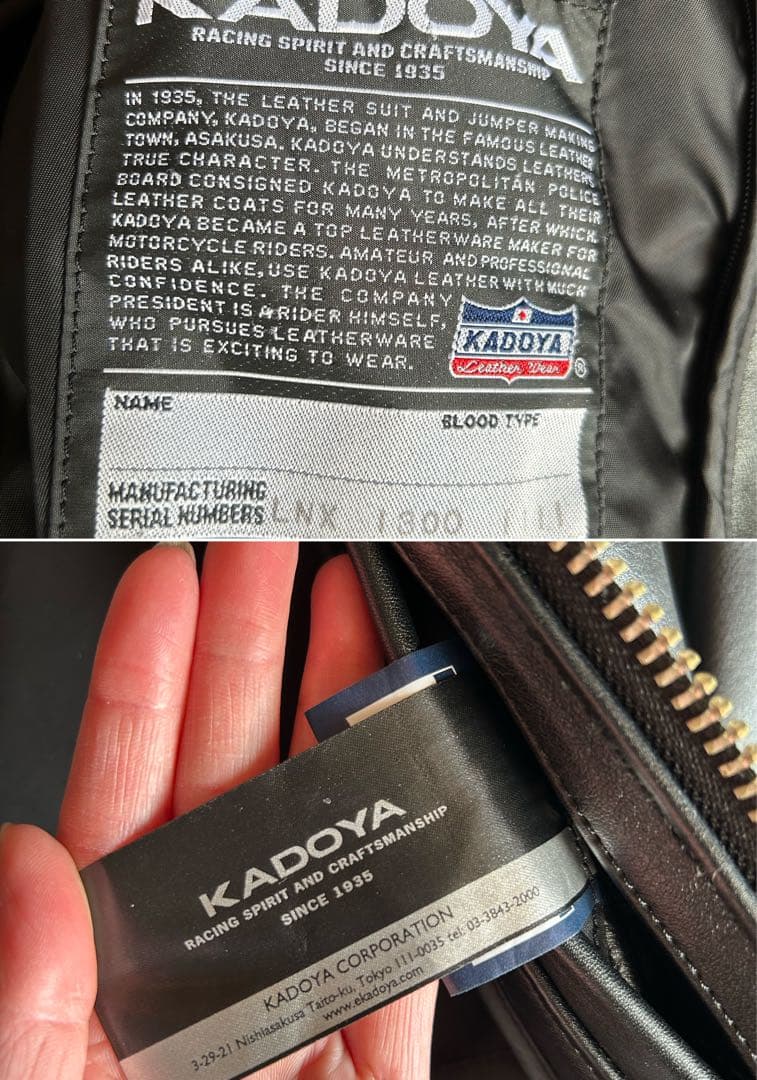 KADOYA
RACING SPIRIT AND CRAFTSMANSHIP
SINCE 1935
IN 1935, THE LEATHER SUIT AND JUMPER MAKING
COMPANY, KADOYA, BEGAN IN THE FAMOUS LEATHER
TOWN, ASAKUSA. KADOYA UNDERSTANDS LEATHERS
TRUE CHARACTER. THE METROPOLITAN POLICE
BOARD CONSIGNED KADOYA TO MAKE ALL THEIR
LEATHER COATS FOR MANY YEARS, AFTER WHICH
KADOYA BECAME A TOP LEATHERWARE MAKER FOR
MOTORCYCLE RIDERS. AMATEUR AND PROFESSIONAL
RIDERS ALIKE, USE KADOYA LEATHER WITH MUCH
CONFIDENCE. THE COMPANY
PRESIDENT IS A RIDER HIMSELF,
WHO PURSUES LEATHERWARE
THAT IS EXCITING TO WEAR.
KADOYA
Leather Wear ®
NAME
BLOOD TYPE
MANUFACTURING
SERIAL NUMBERS LNX 1300 11
KADOYA
RACING SPIRIT AND CRAFTSMANSHIP
SINCE 1935
KADOYA CORPORATION
3-29-21 Nishiasakusa Taito-ku, Tokyo 111-0035 tel: 03-3843-2000
www.ekadoya.com